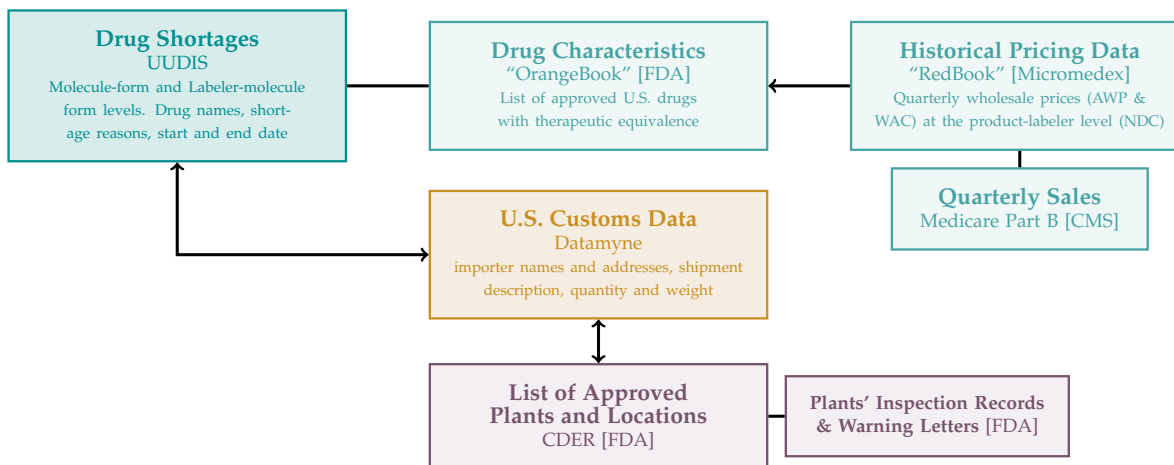 Drug Shortages
UUDIS
Molecule-form and Labeler-molecule
form levels. Drug names, short-
age reasons, start and end date
Drug Characteristics
“OrangeBook” [FDA]
List of approved U.S. drugs
with therapeutic equivalence
Historical Pricing Data
“RedBook” [Micromedex]
Quarterly wholesale prices (AWP &
WAC) at the product-labeler level (NDC)
Quarterly Sales
Medicare Part B [CMS]
U.S. Customs Data
Datamyne
importer names and addresses, shipment
description, quantity and weight
List of Approved
Plants and Locations
CDER [FDA]
Plants’ Inspection Records
& Warning Letters [FDA]